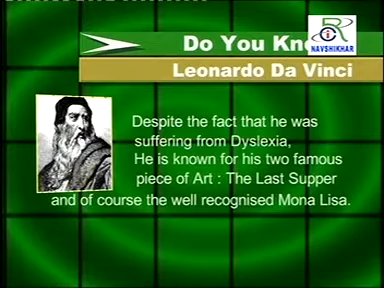 Do You Kn
NAVSHIKHAR
Leonardo Da Vinci
Despite the fact that he was
suffering from Dyslexia,
He is known for his two famous
piece of Art : The Last Supper
and of course the well recognised Mona Lisa.